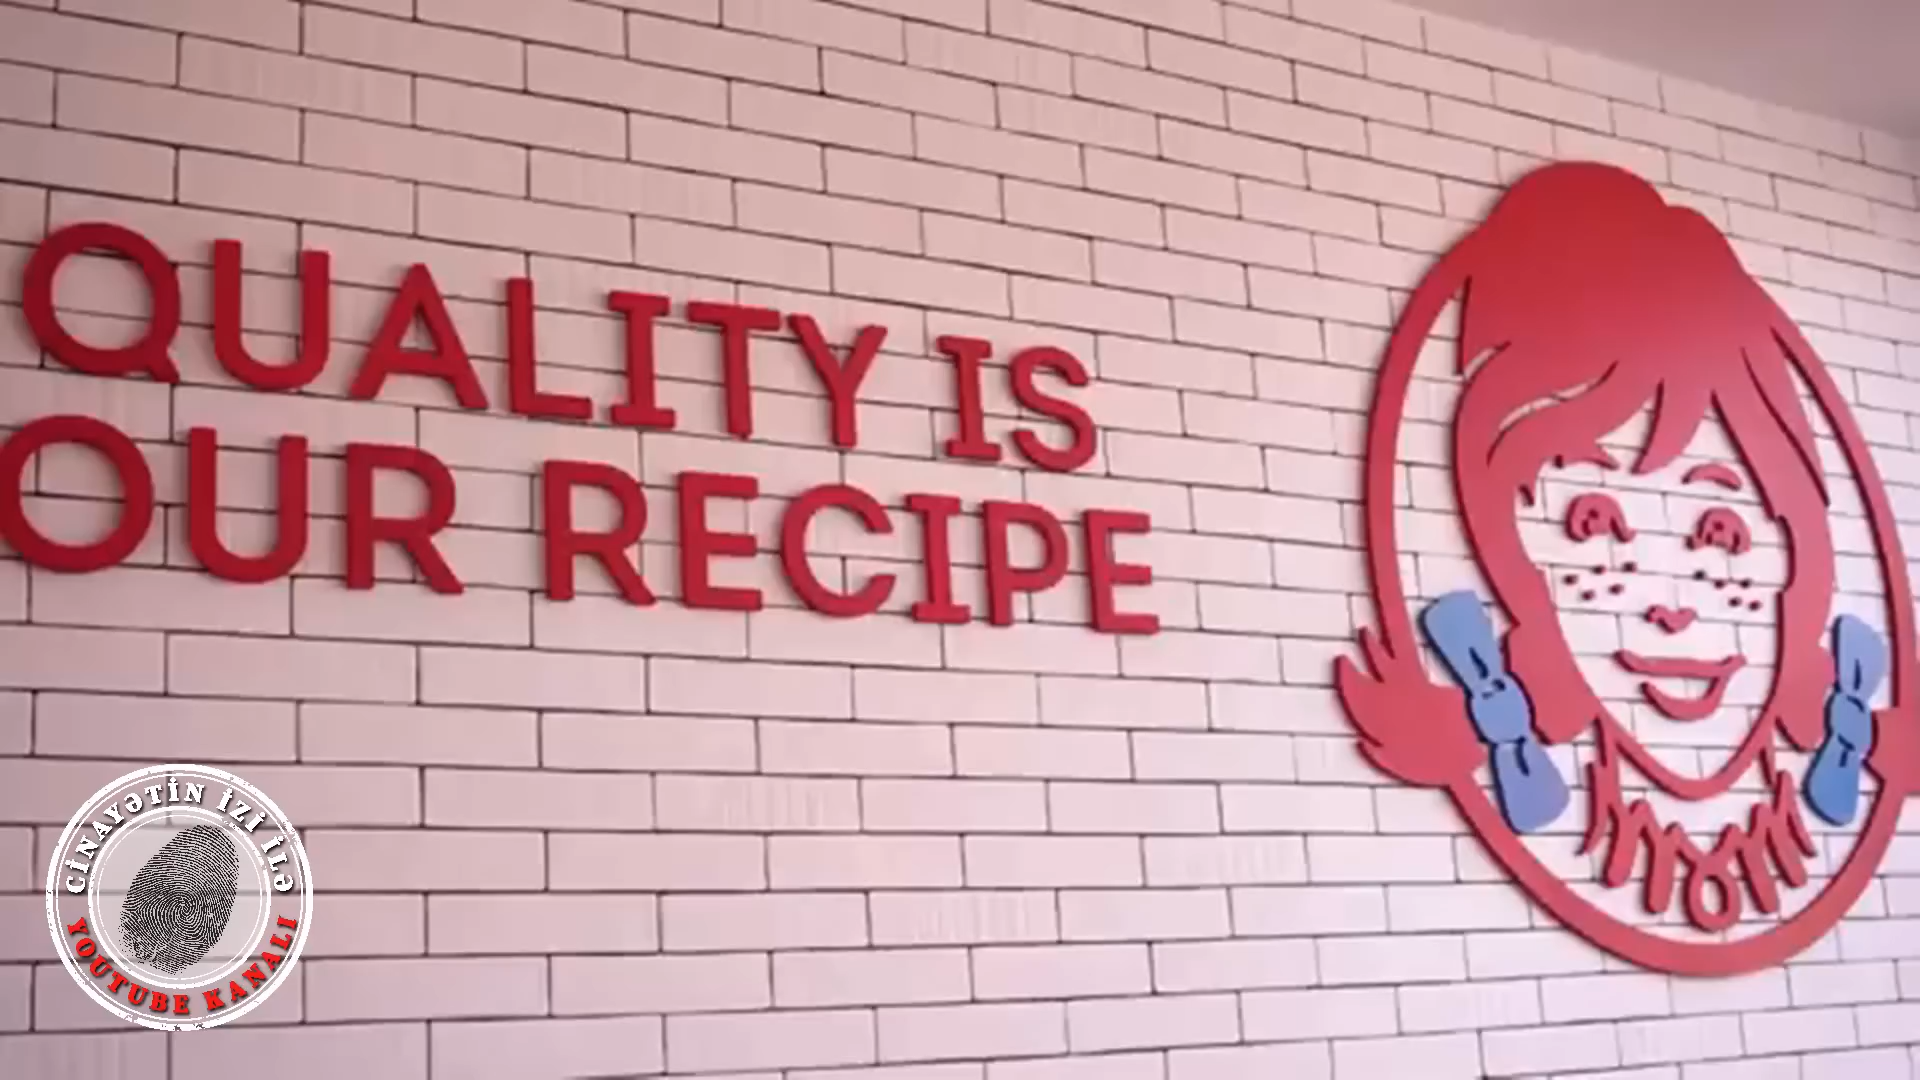 QUALITY IS
OUR RECIPE
MOM
CİNAYƏTİN İZİ İLƏ
YOUTUBE KANALI